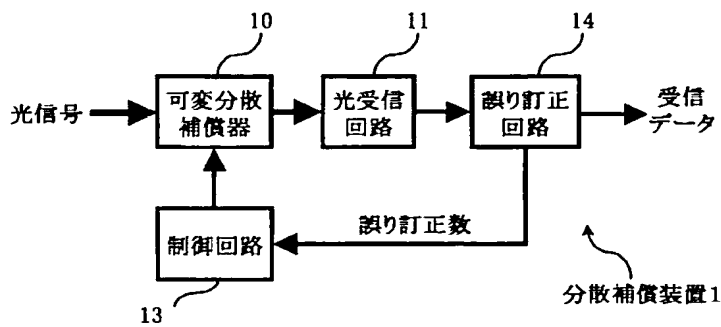 10
11
14
光信号
可変分散
補償器
光受信
回路
誤り訂正
回路
受信
データ
制御回路
誤り訂正数
13
分散補償装置1